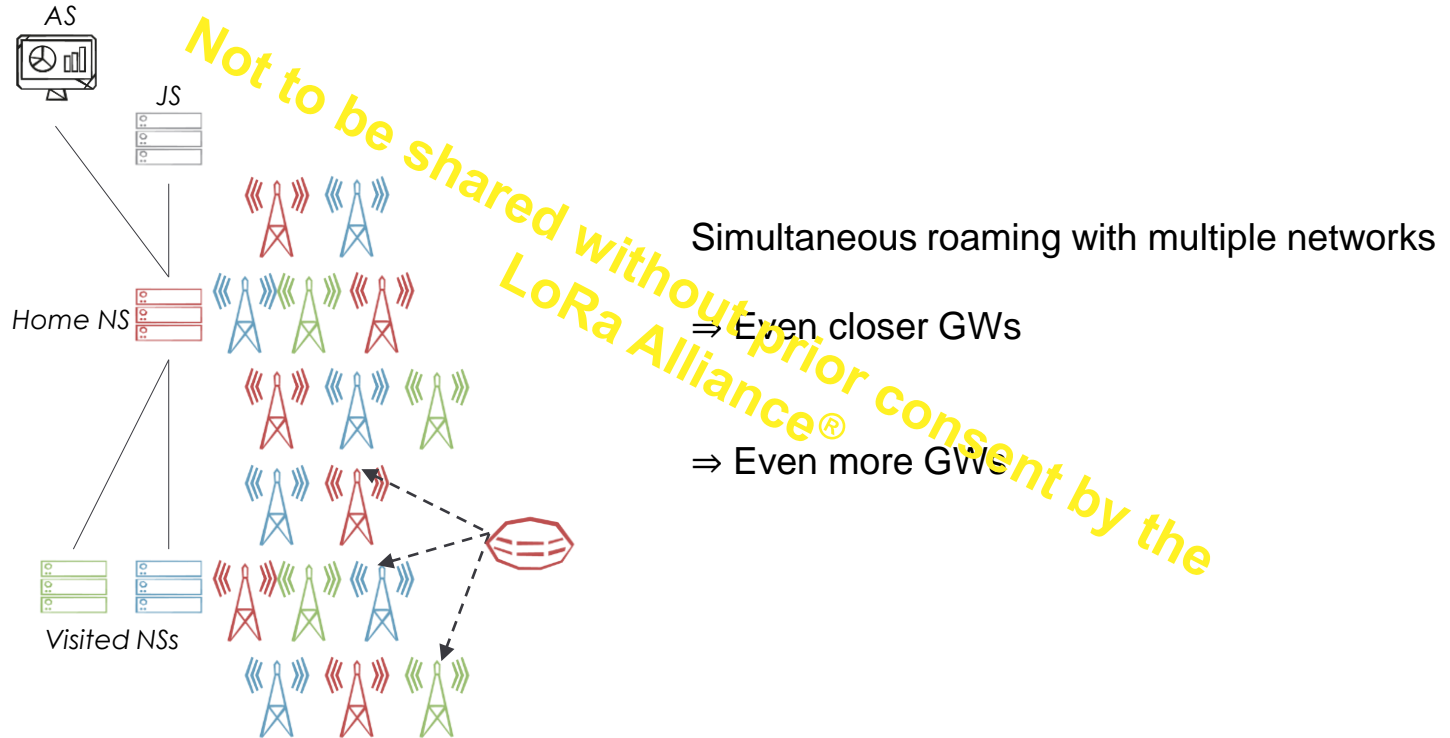 AS
JS
Home NS
Visited NSs
Simultaneous roaming with multiple networks
⇒ Even closer GWs
⇒ Even more GWs
Not to be shared without prior consent by the
LoRa Alliance®